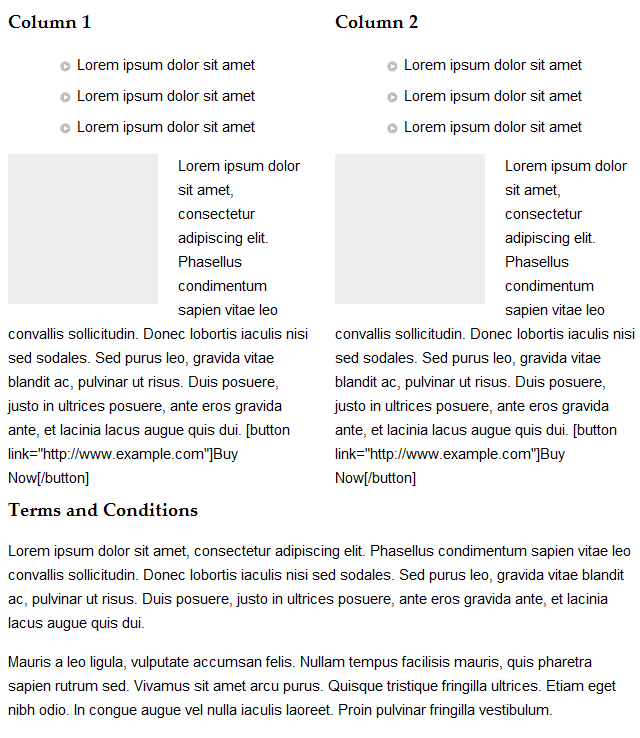 Column 1
Lorem ipsum dolor sit amet
Lorem ipsum dolor sit amet
Lorem ipsum dolor sit amet
Lorem ipsum dolor
sit amet,
consectetur
adipiscing elit.
Phasellus
condimentum
sapien vitae leo
convallis sollicitudin. Donec lobortis iaculis nisi
sed sodales. Sed purus leo, gravida vitae
blandit ac, pulvinar ut risus. Duis posuere,
justo in ultrices posuere, ante eros gravida
ante, et lacinia lacus augue quis dui. [button
link="http://www.example.com"]Buy
Now[/button]
Column 2
Lorem ipsum dolor sit amet
Lorem ipsum dolor sit amet
Lorem ipsum dolor sit amet
Lorem ipsum dolor
sit amet,
consectetur
adipiscing elit.
Phasellus
condimentum
sapien vitae leo
convallis sollicitudin. Donec lobortis iaculis nisi
sed sodales. Sed purus leo, gravida vitae
blandit ac, pulvinar ut risus. Duis posuere,
justo in ultrices posuere, ante eros gravida
ante, et lacinia lacus augue quis dui. [button
link="http://www.example.com"]Buy
Now[/button]
Terms and Conditions
Lorem ipsum dolor sit amet, consectetur adipiscing elit. Phasellus condimentum sapien vitae leo
convallis sollicitudin. Donec lobortis iaculis nisi sed sodales. Sed purus leo, gravida vitae blandit
ac, pulvinar ut risus. Duis posuere, justo in ultrices posuere, ante eros gravida ante, et lacinia
lacus augue quis dui.
Mauris a leo ligula, vulputate accumsan felis. Nullam tempus facilisis mauris, quis pharetra
sapien rutrum sed. Vivamus sit amet arcu purus. Quisque tristique fringilla ultrices. Etiam eget
nibh odio. In congue augue vel nulla iaculis laoreet. Proin pulvinar fringilla vestibulum.